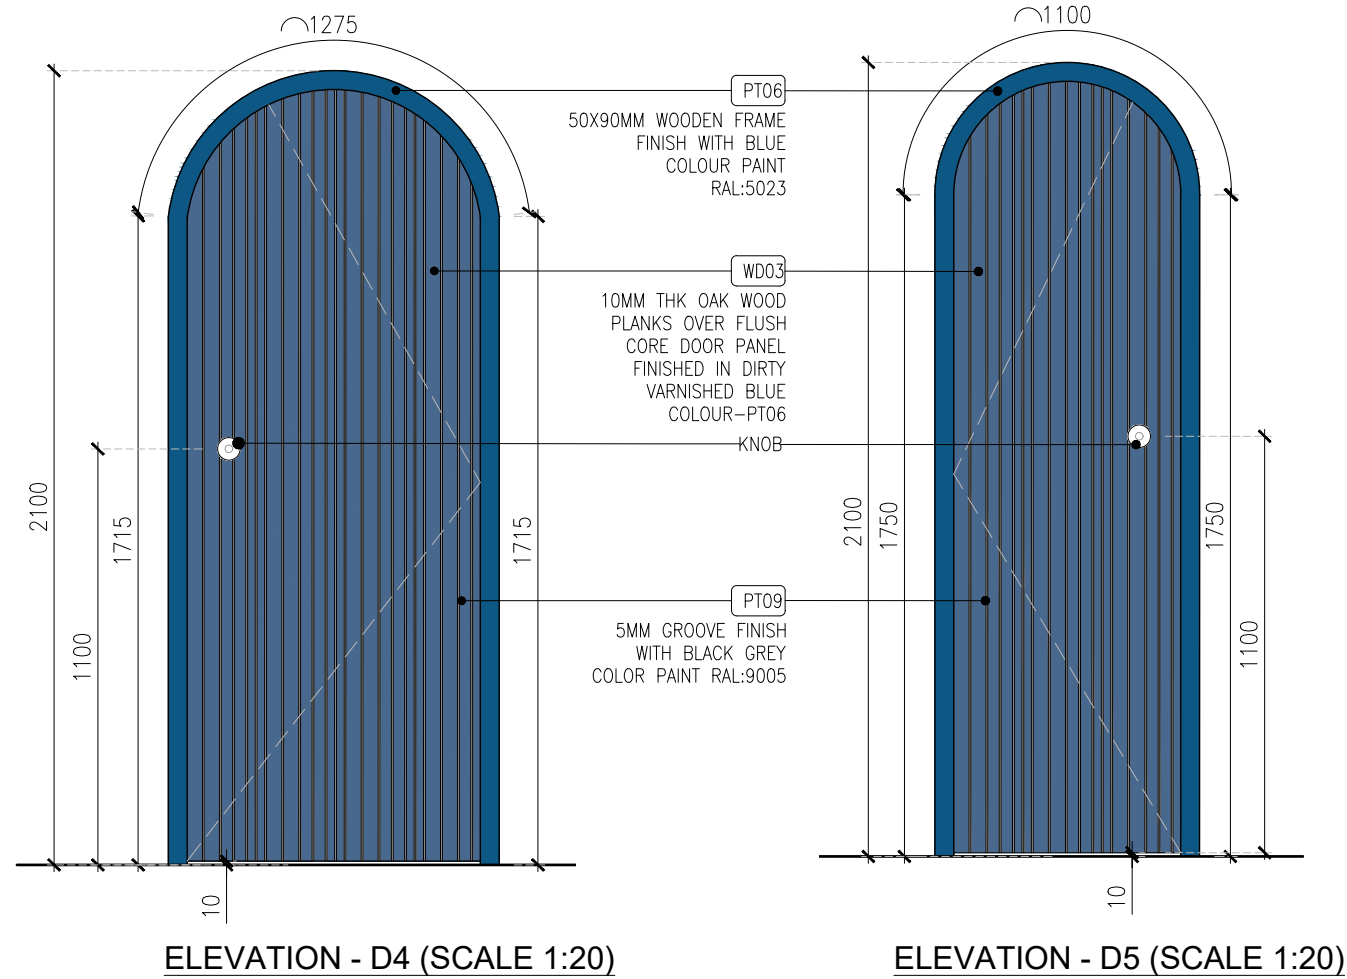 ⌒1275
⌒1100
PT06
50X90MM WOODEN FRAME
FINISH WITH BLUE
COLOUR PAINT
RAL:5023
WD03
10MM THK OAK WOOD
PLANKS OVER FLUSH
CORE DOOR PANEL
FINISHED IN DIRTY
VARNISHED BLUE
COLOUR-PT06
KNOB
2100
1715
1715
2100
1750
1750
1100
1100
PT09
5MM GROOVE FINISH
WITH BLACK GREY
COLOR PAINT RAL:9005
10
10
ELEVATION - D4 (SCALE 1:20)
ELEVATION - D5 (SCALE 1:20)